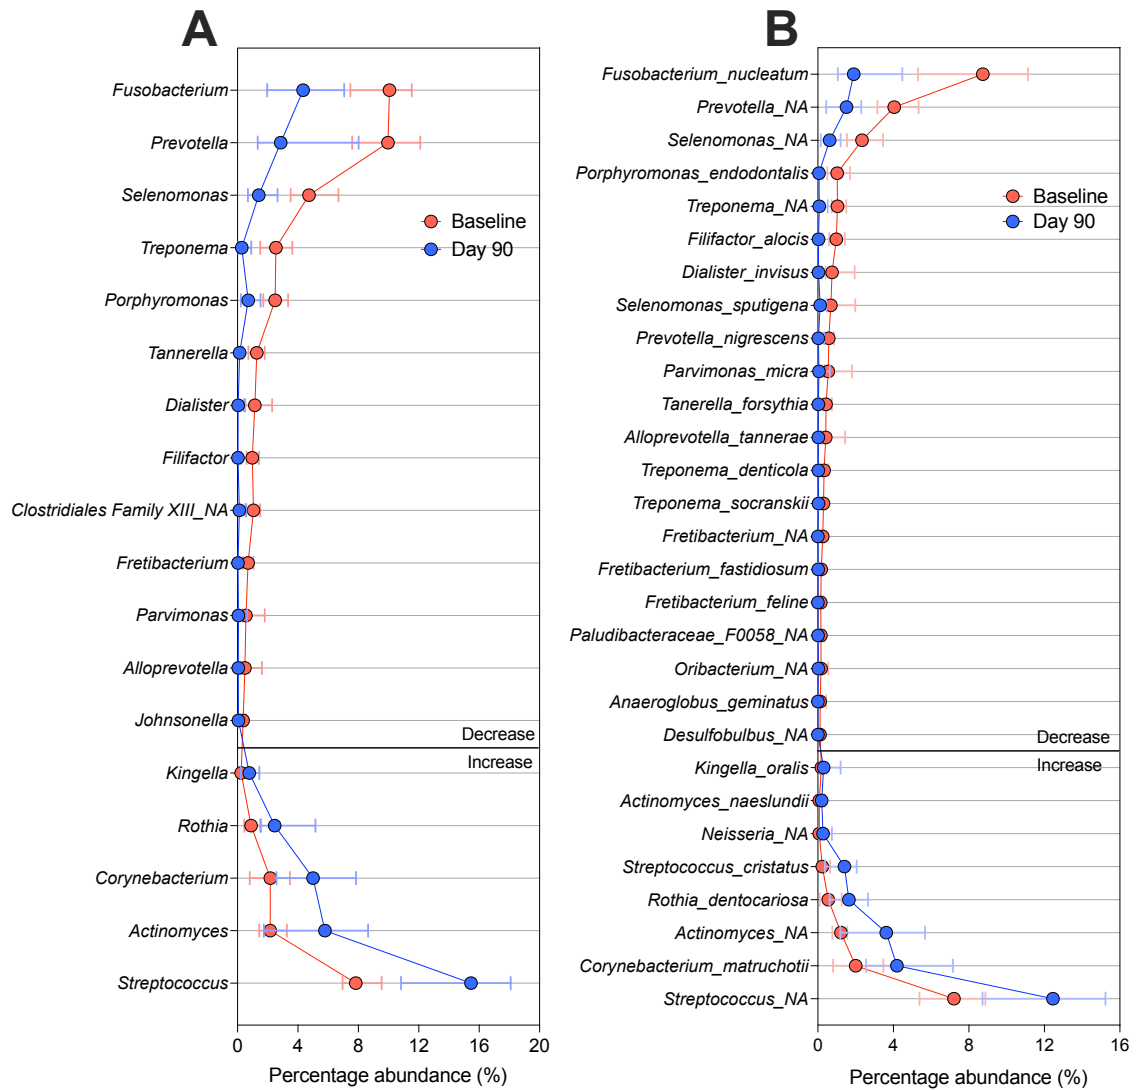 A
Fusobacterium
Prevotella
Selenomonas
Treponema
Porphyromonas
Tannerella
Dialister
Filifactor
Clostridiales Family XIII_NA
Fretibacterium
Parvimonas
Alloprevotella
Johnsonella
Kingella
Rothia
Corynebacterium
Actinomyces
Streptococcus
Baseline
Day 90
Decrease
Increase
0 4 8 12 16 20
Percentage abundance (%)
B
Fusobacterium_nucleatum
Prevotella_NA
Selenomonas_NA
Porphyromonas_endodontalis
Treponema_NA
Filifactor_alocis
Dialister_invisus
Selenomonas_sputigena
Prevotella_nigrescens
Parvimonas_micra
Tanerella_forsythia
Alloprevotella_tannerae
Treponema_denticola
Treponema_socranskii
Fretibacterium_NA
Fretibacterium_fastidiosum
Fretibacterium_feline
Paludibacteraceae_F0058_NA
Oribacterium_NA
Anaeroglobus_geminatus
Desulfobulbus_NA
Kingella_oralis
Actinomyces_naeslundii
Neisseria_NA
Streptococcus_cristatus
Rothia_dentocariosa
Actinomyces_NA
Corynebacterium_matruchotii
Streptococcus_NA
Baseline
Day 90
Decrease
Increase
0 4 8 12 16
Percentage abundance (%)